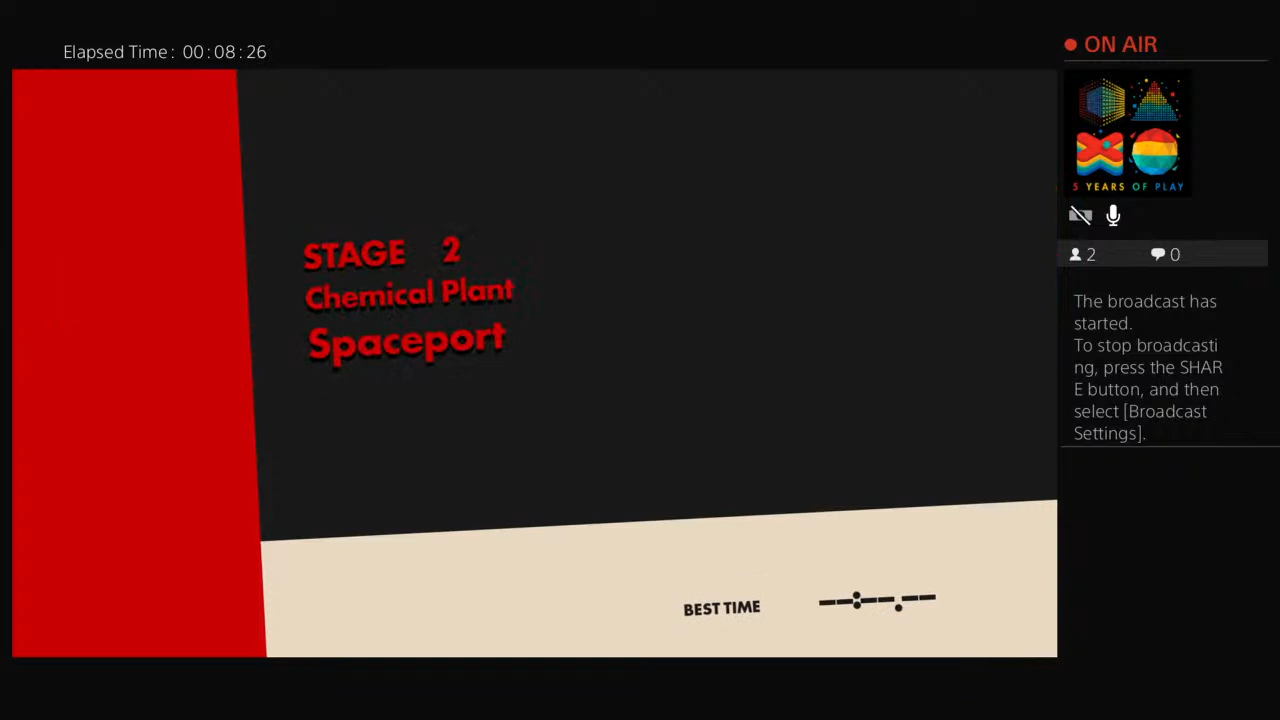 Elapsed Time: 00:08:26
ON AIR
5 YEARS OF PLAY
2
0
The broadcast has
started.
To stop broadcasti
ng, press the SHAR
E button, and then
select [Broadcast
Settings].
STAGE 2
Chemical Plant
Spaceport
BEST TIME --:--.--